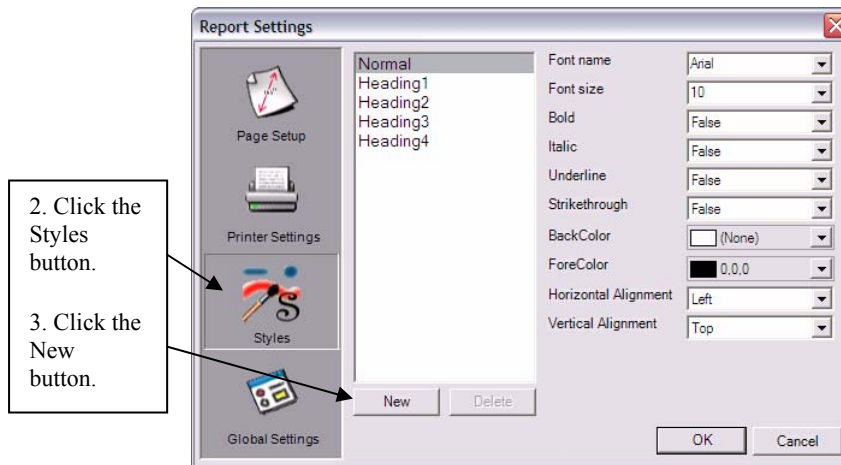 Report Settings
Page Setup
Printer Settings
Styles
Global Settings
2. Click the
Styles
button.
3. Click the
New
button.
Normal
Heading1
Heading2
Heading3
Heading4
New Delete
Font name Arial
Font size 10
Bold False
Italic False
Underline False
Strikethrough False
BackColor (None)
ForeColor 0,0,0
Horizontal Alignment Left
Vertical Alignment Top
OK Cancel